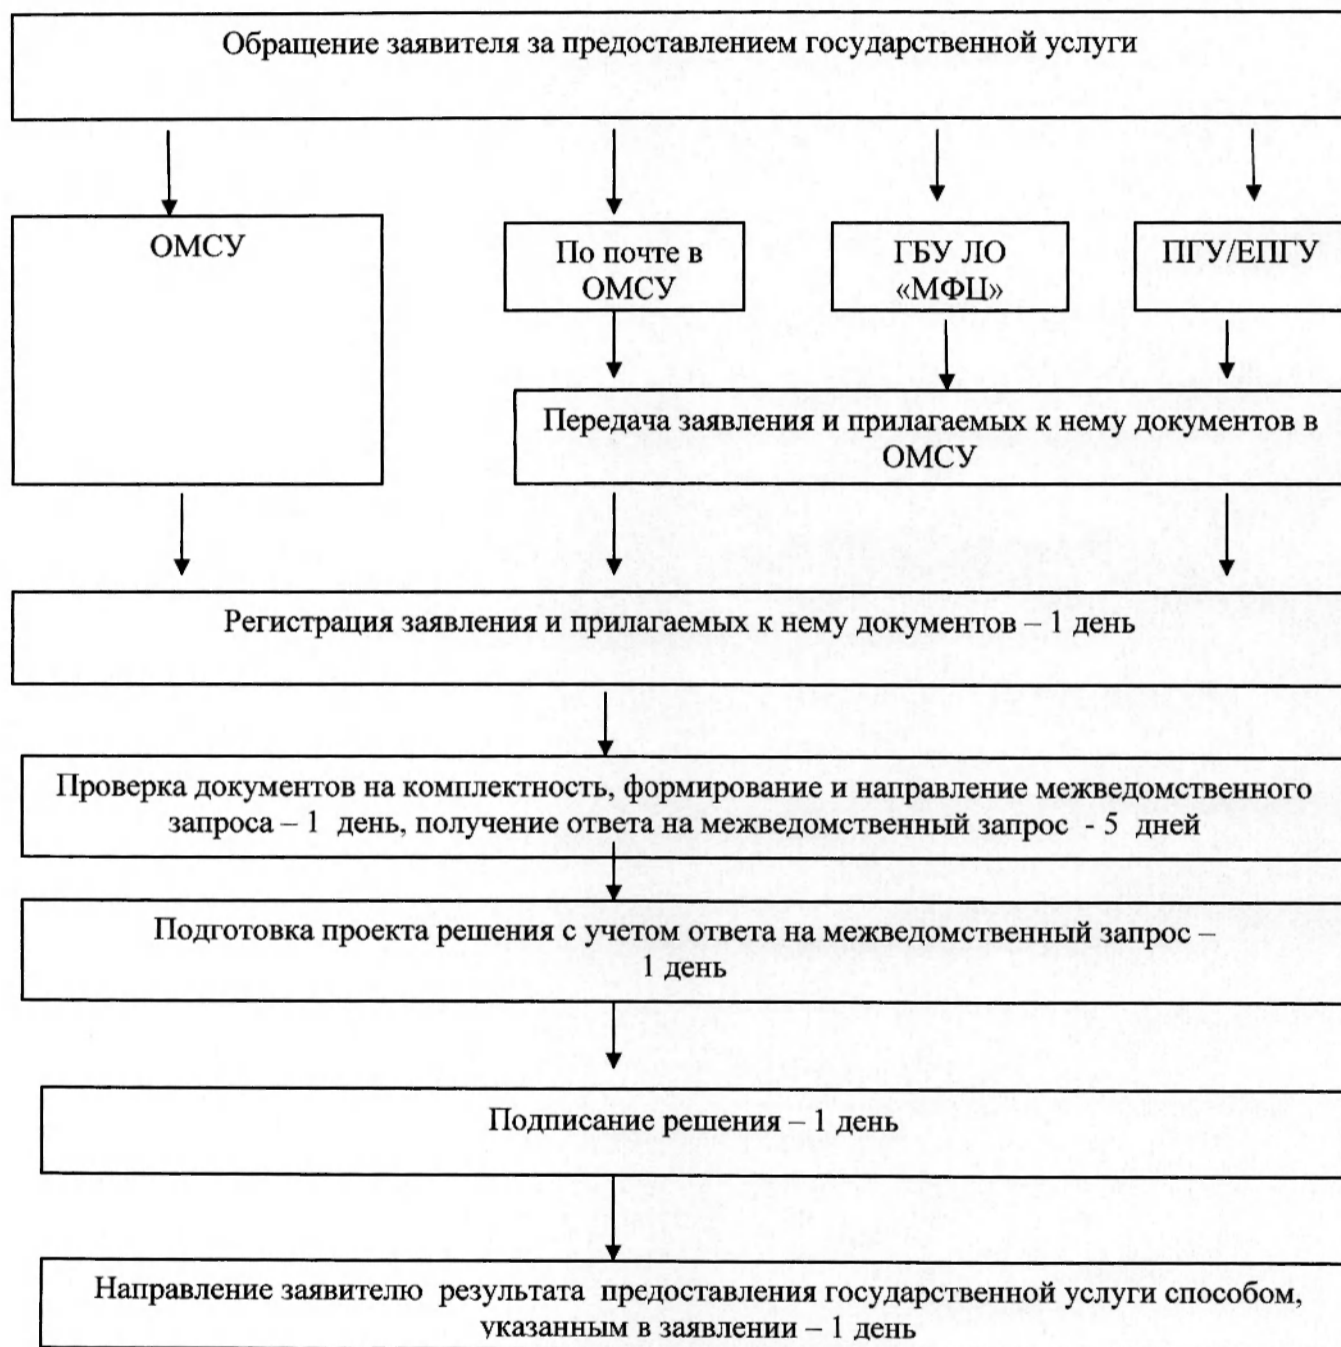 Обращение заявителя за предоставлением государственной услуги
ОМСУ
По почте в
ОМСУ
ГБУ ЛО
«МФЦ»
ПГУ/ЕПГУ
Передача заявления и прилагаемых к нему документов в
ОМСУ
Регистрация заявления и прилагаемых к нему документов – 1 день
Проверка документов на комплектность, формирование и направление межведомственного
запроса – 1 день, получение ответа на межведомственный запрос - 5 дней
Подготовка проекта решения с учетом ответа на межведомственный запрос –
1 день
Подписание решения – 1 день
Направление заявителю результата предоставления государственной услуги способом,
указанным в заявлении – 1 день